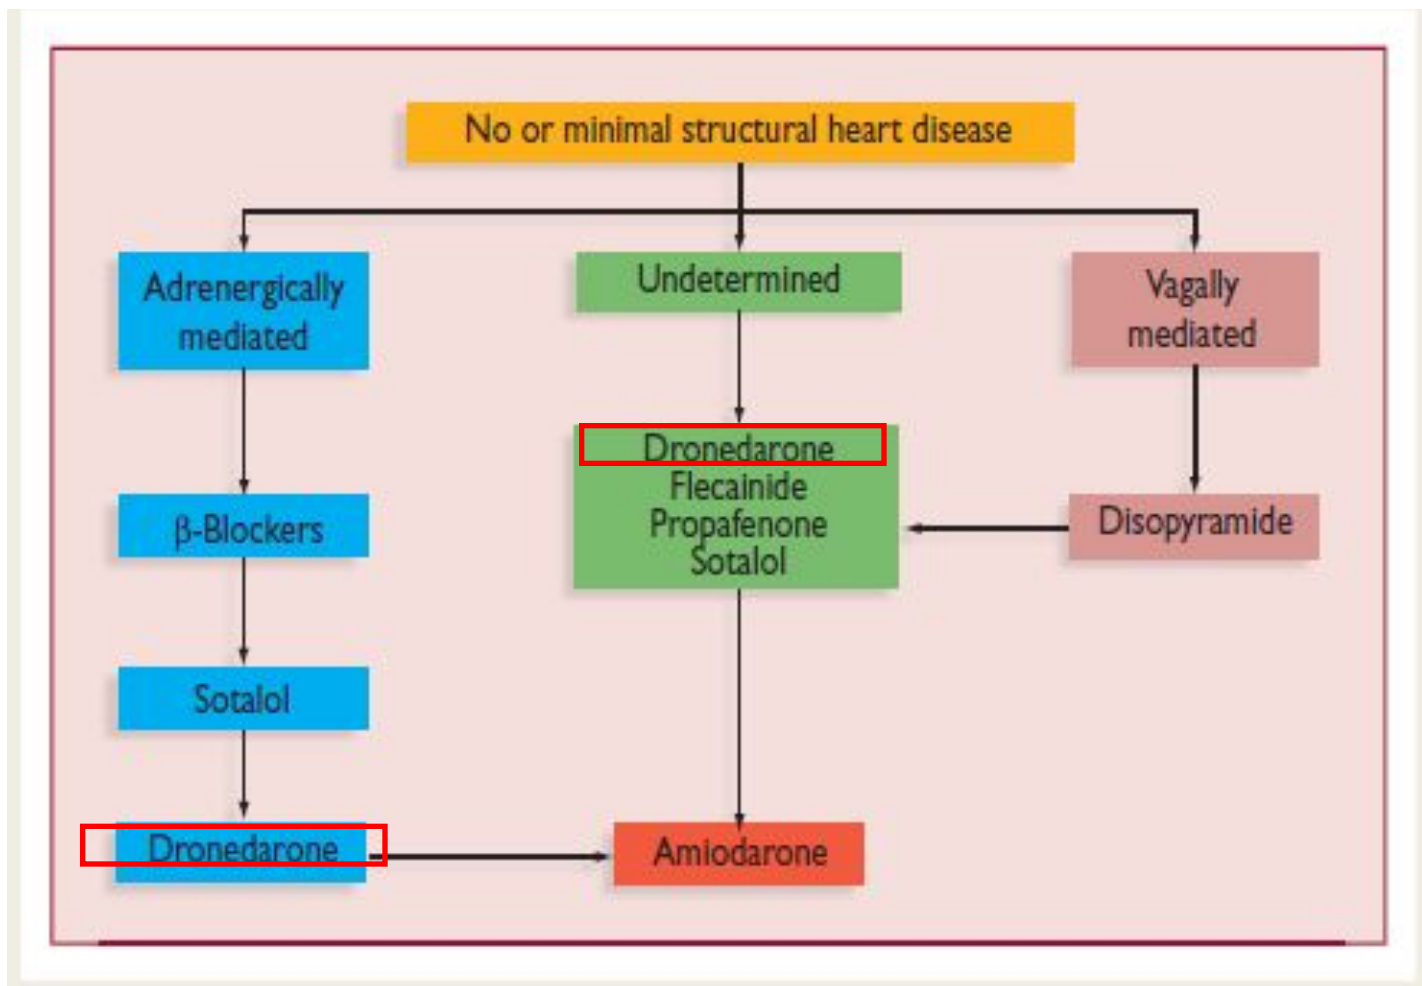 No or minimal structural heart disease
Adrenergically
mediated
Undetermined
Vagally
mediated
Dronedarone
Flecainide
Propafenone
Sotalol
β-Blockers
Disopyramide
Sotalol
Dronedarone
Amiodarone